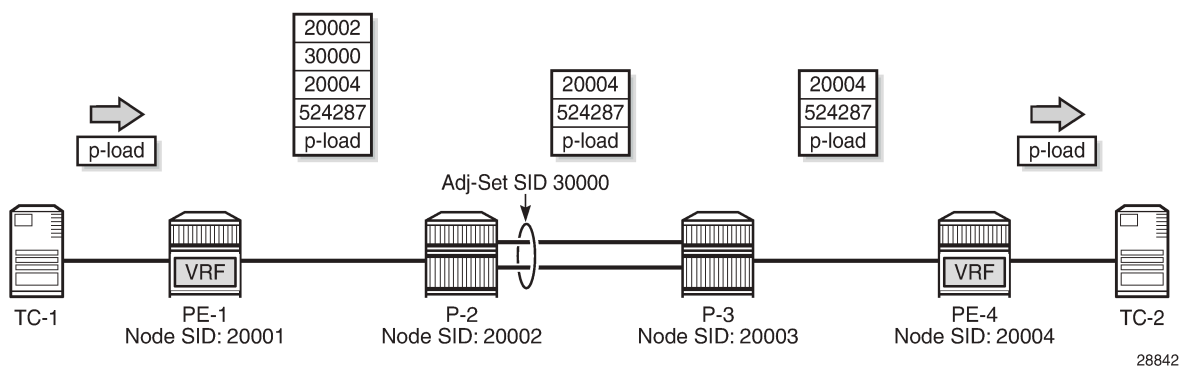 20002
30000
20004
524287
p-load
20004
524287
p-load
20004
524287
p-load
p-load
p-load
Adj-Set SID 30000
VRF
VRF
TC-1
PE-1
Node SID: 20001
P-2
Node SID: 20002
P-3
Node SID: 20003
PE-4
Node SID: 20004
TC-2
28842